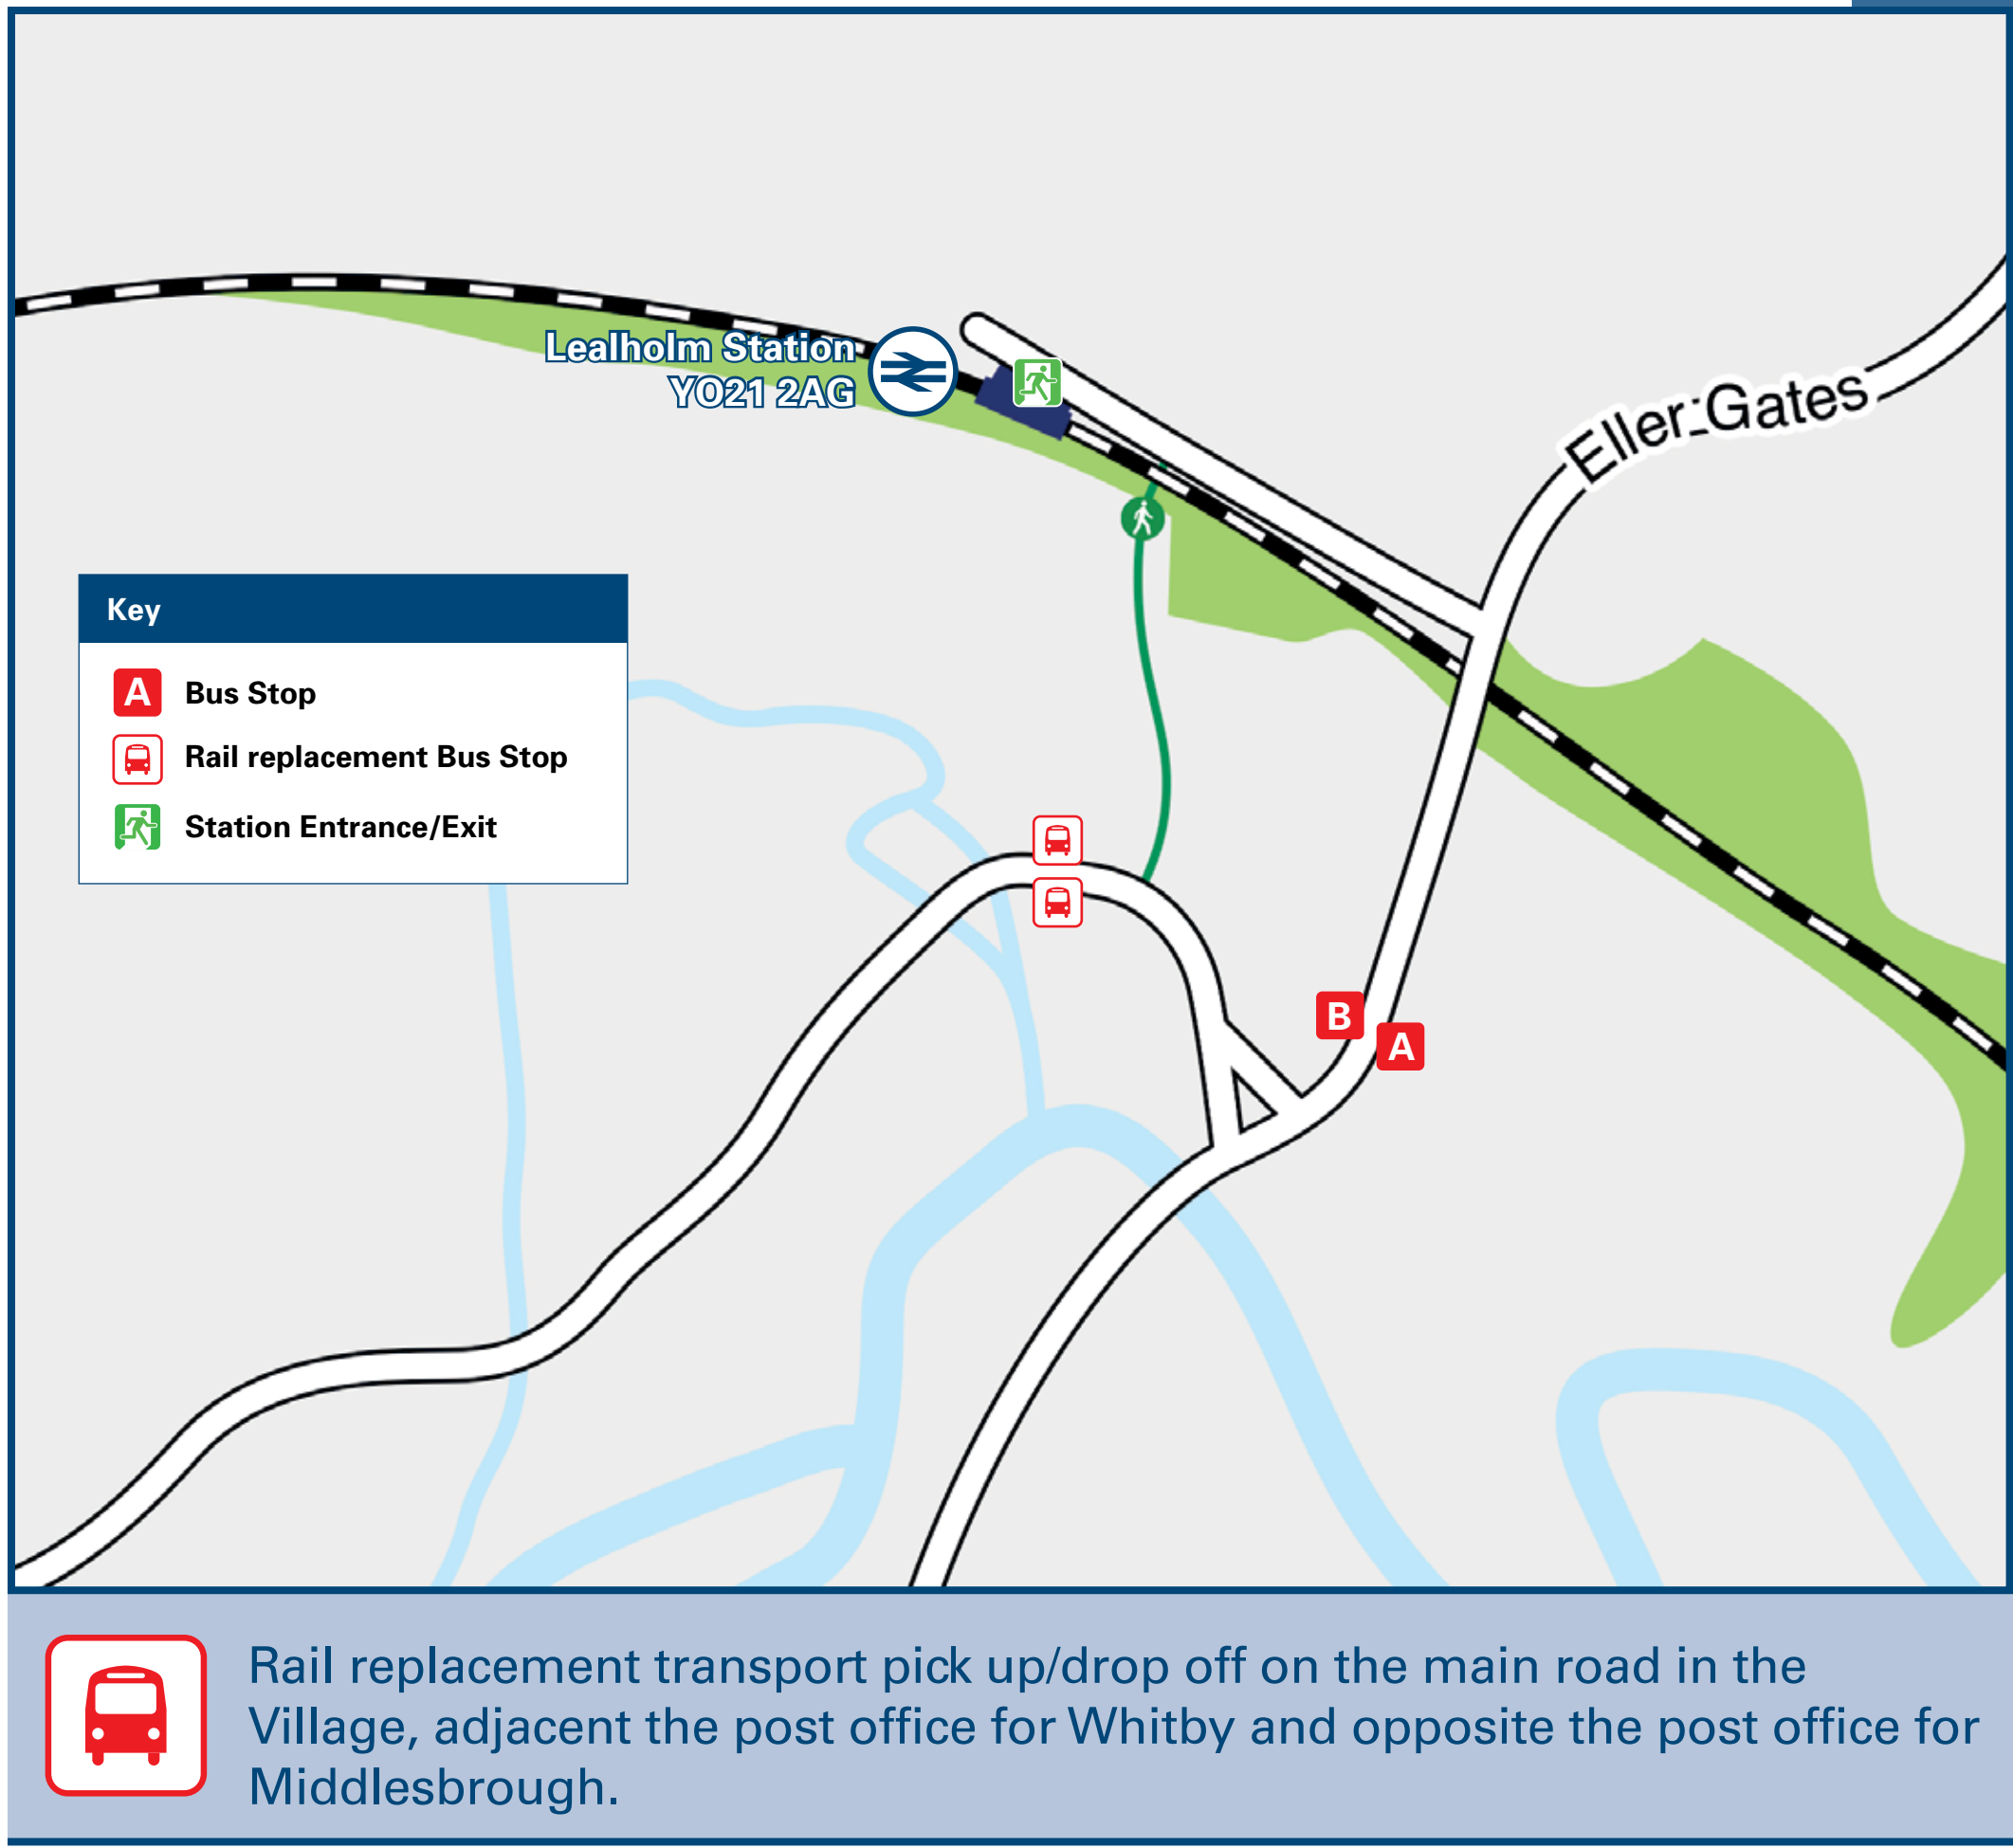 Lealholm Station
YO21 2AG
Eller Gates
Key
A Bus Stop
Rail replacement Bus Stop
Station Entrance/Exit
B
A
Rail replacement transport pick up/drop off on the main road in the
Village, adjacent the post office for Whitby and opposite the post office for
Middlesbrough.